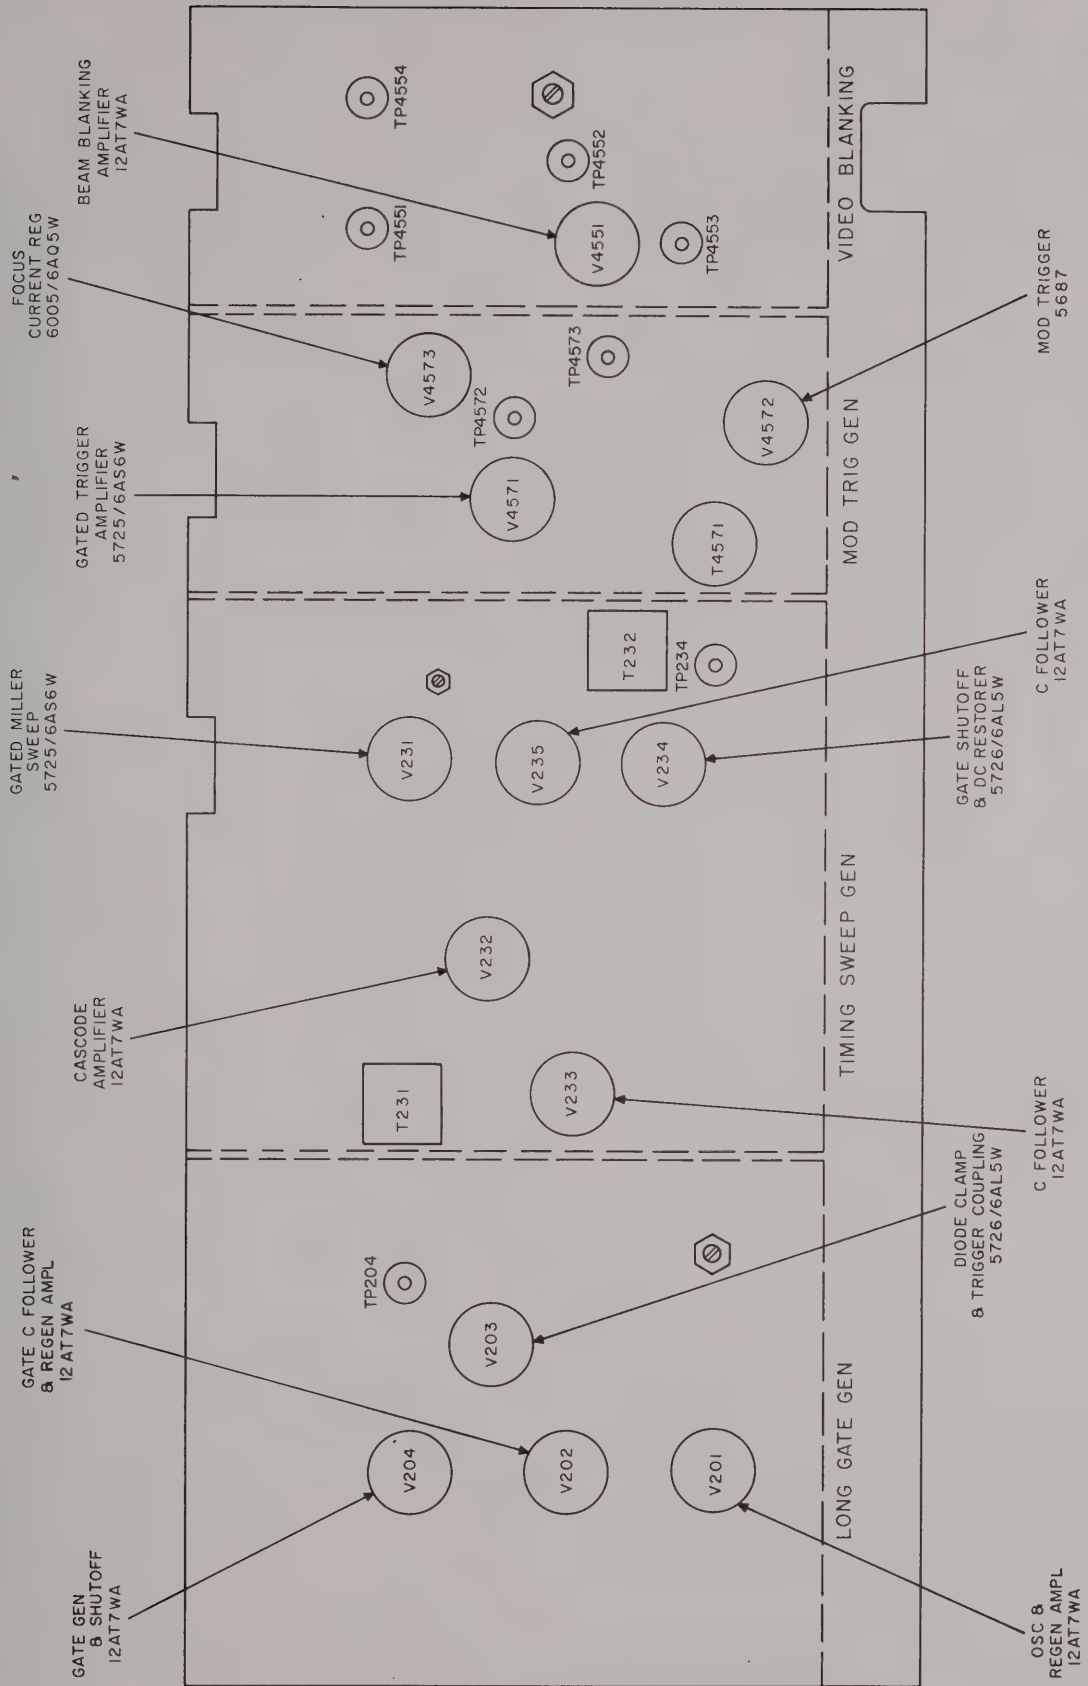 GATE GEN
& SHUTOFF
12AT7WA
GATE C FOLLOWER
& REGEN AMPL
12AT7WA
CASCODE
AMPLIFIER
12AT7WA
GATED MILLER
SWEEP
5725/6AS6W
GATED TRIGGER
AMPLIFIER
5725/6AS6W
FOCUS
CURRENT REG
6005/6AQ5W
BEAM BLANKING
AMPLIFIER
12AT7WA
V204
V202
V201
V203
TP204
T231
V233
V232
V231
V235
V234
T232
TP234
V4571
T4571
TP4572
V4573
TP4573
V4572
TP4551
V4551
TP4553
TP4552
TP4554
LONG GATE GEN
TIMING SWEEP GEN
MOD TRIG GEN
VIDEO BLANKING
OSC &
REGEN AMPL
12AT7WA
DIODE CLAMP
& TRIGGER COUPLING
5726/6AL5W
C FOLLOWER
12AT7WA
GATE SHUTOFF
& DC RESTORER
5726/6AL5W
C FOLLOWER
12AT7WA
MOD TRIGGER
5687